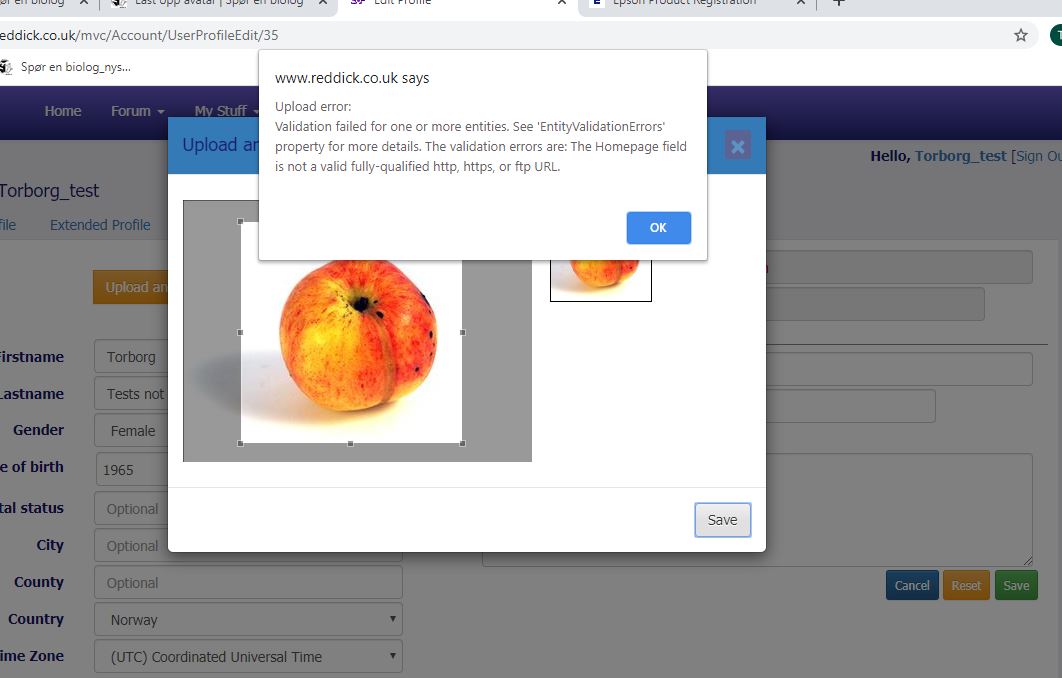 ør en biolog
Last opp avatar | Spør en biolog
Edit Profile
Epson Product Registration
eddick.co.uk/mvc/Account/UserProfileEdit/35
Spør en biolog_nys...
www.reddick.co.uk says
Upload error:
Validation failed for one or more entities. See 'EntityValidationErrors'
property for more details. The validation errors are: The Homepage field
is not a valid fully-qualified http, https, or ftp URL.
OK
Home Forum My Stuff
Upload an
Hello, Torborg_test [Sign Ou
Torborg_test
file Extended Profile
Upload an
Firstname Torborg
Lastname Tests not
Gender Female
e of birth 1965
tal status Optional
City Optional
County Optional
Country Norway
ime Zone (UTC) Coordinated Universal Time
Save
Cancel Reset Save